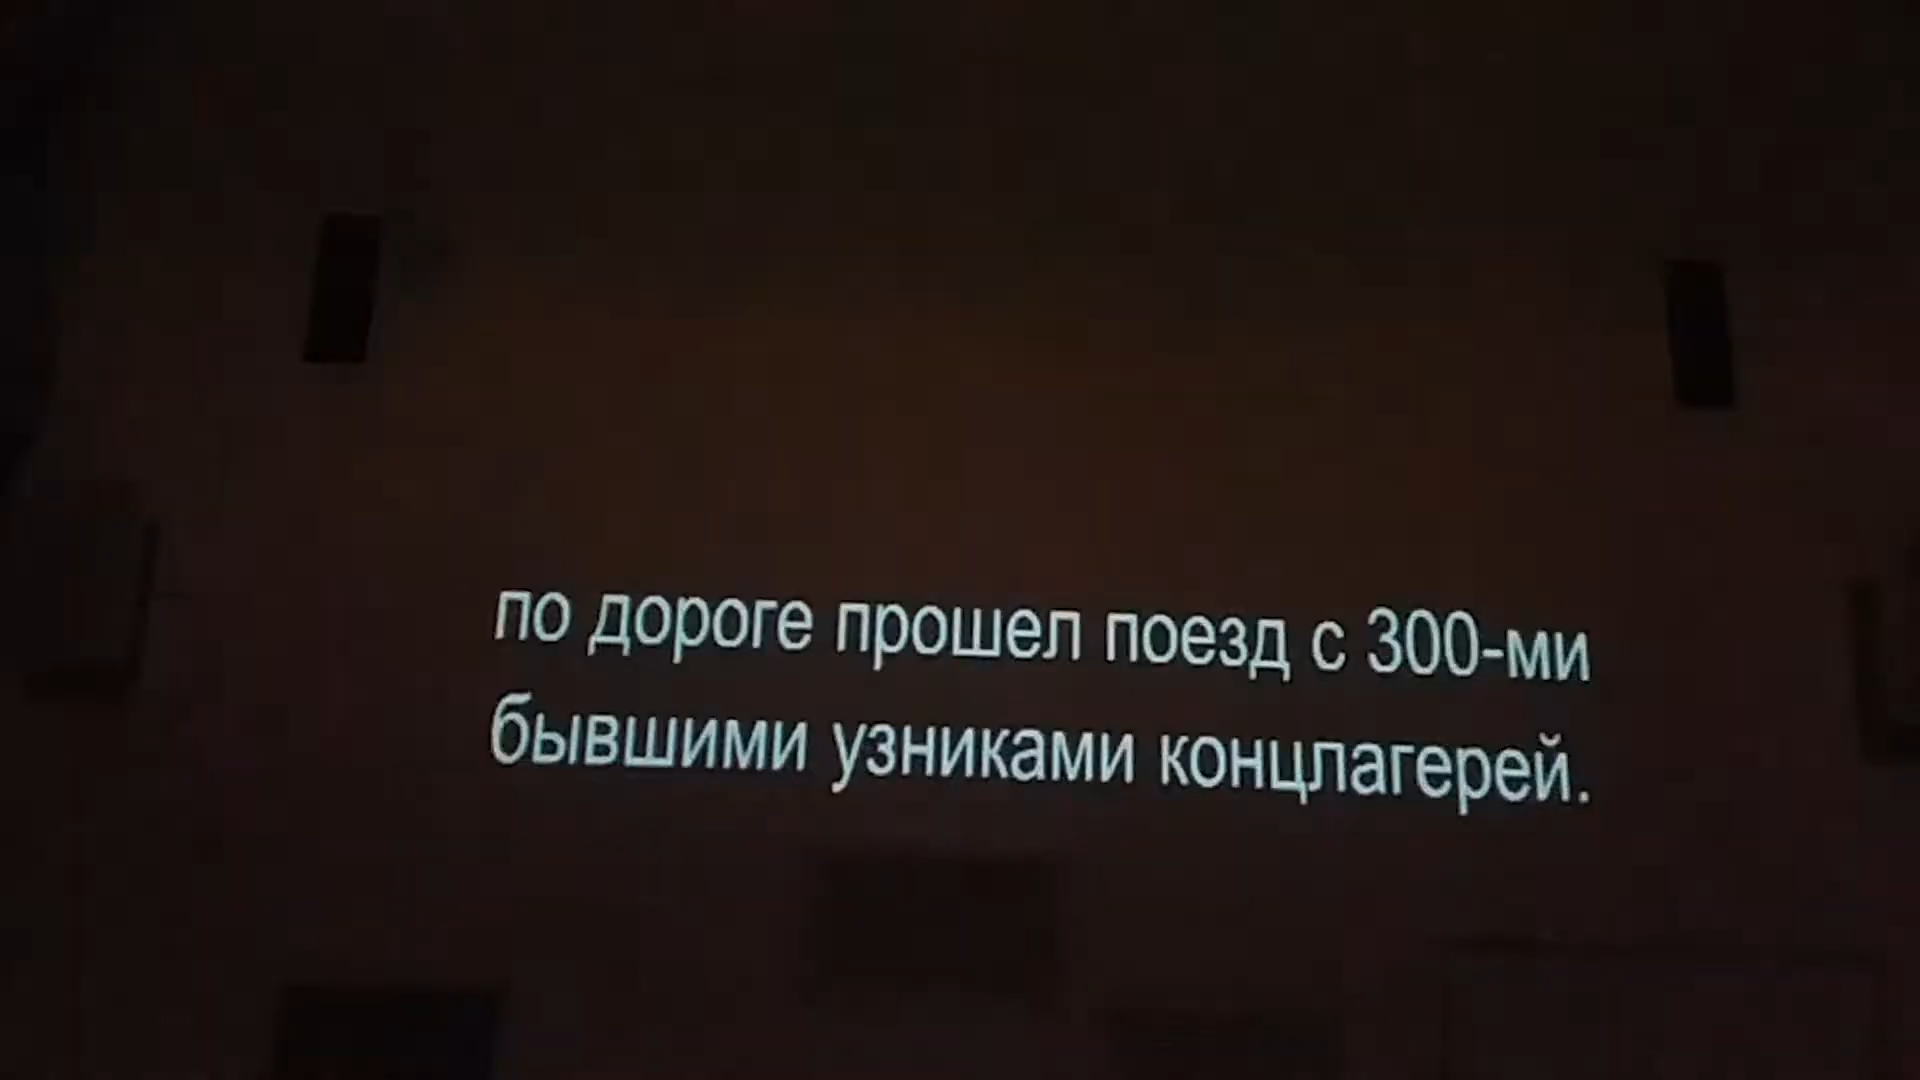 по дороге прошел поезд с 300-ми
бывшими узниками концлагерей.